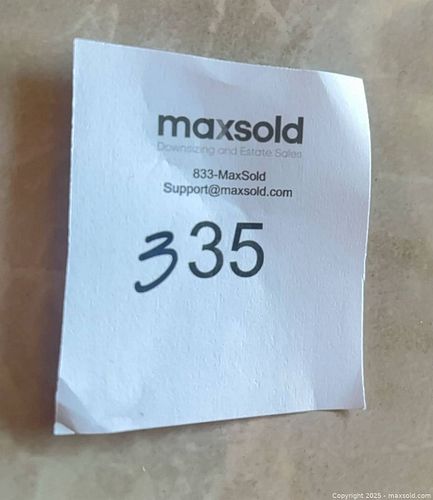 maxsold
Downsizing and Estate Sales
833-MaxSold
Support@maxsold.com
335
Copyright 2025 - maxsold.com